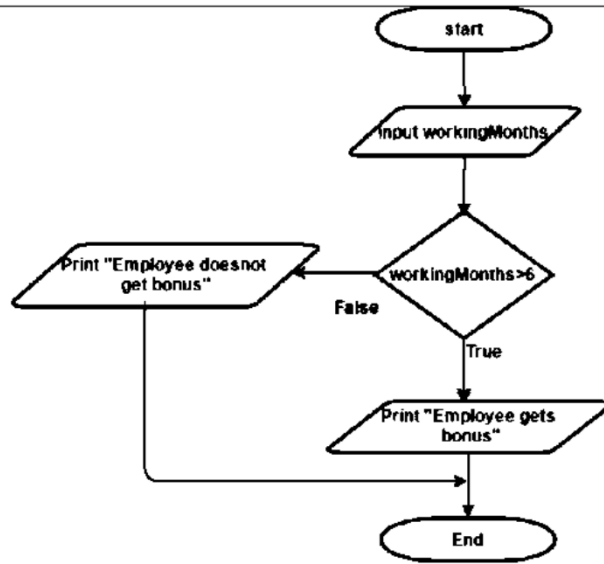 start
Input workingMonths
workingMonths>6
Print "Employee doesnot
get bonus"
False
True
Print "Employee gets
bonus"
End